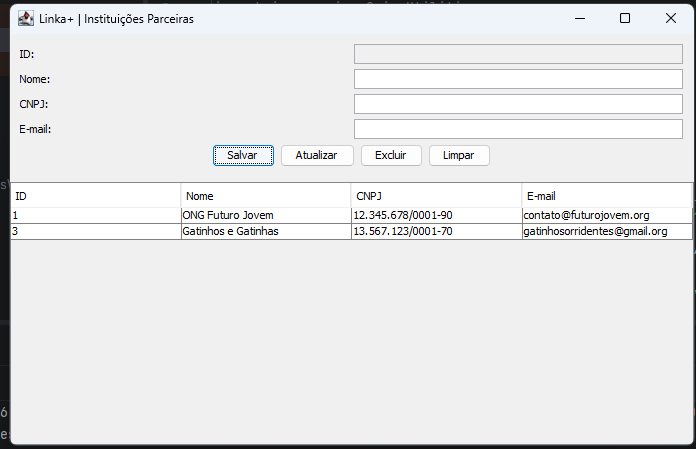 Linka+ | Instituições Parceiras
ID:
Nome:
CNPJ:
E-mail:
Salvar Atualizar Excluir Limpar
ID Nome CNPJ E-mail
1 ONG Futuro Jovem 12.345.678/0001-90 contato@futurojovem.org
3 Gatinhos e Gatinhas 13.567.123/0001-70 gatinhosorridentes@gmail.org